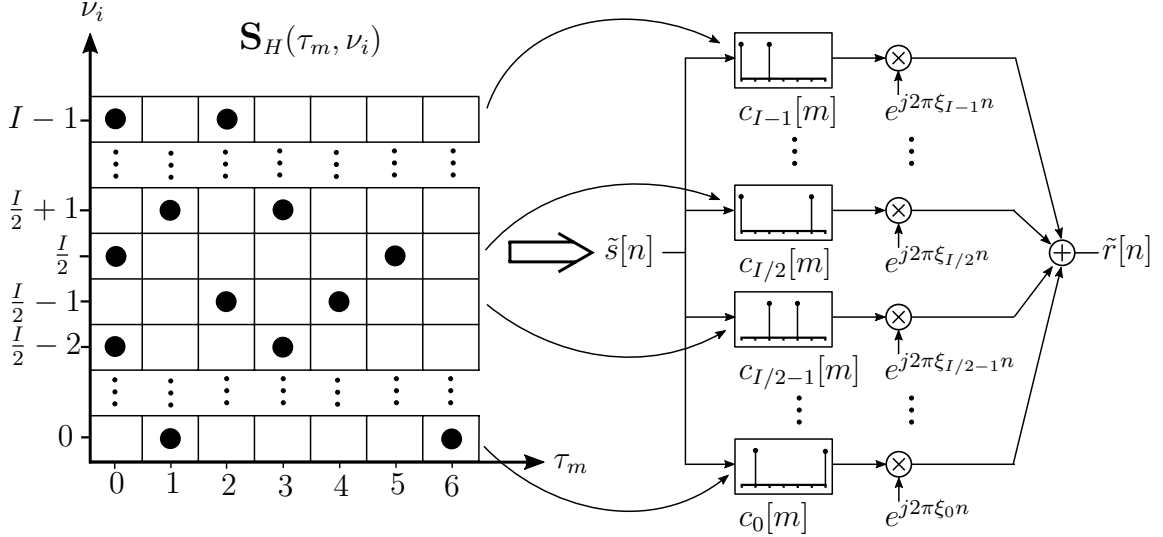 ν_i
S_H(τ_m, ν_i)
I − 1
I/2 + 1
I/2
I/2 − 1
I/2 − 2
0
0 1 2 3 4 5 6
τ_m
s̃[n]
c_{I−1}[m]
e^{j2πξ_{I−1}n}
c_{I/2}[m]
e^{j2πξ_{I/2}n}
r̃[n]
c_{I/2−1}[m]
e^{j2πξ_{I/2−1}n}
c_0[m]
e^{j2πξ_0n}